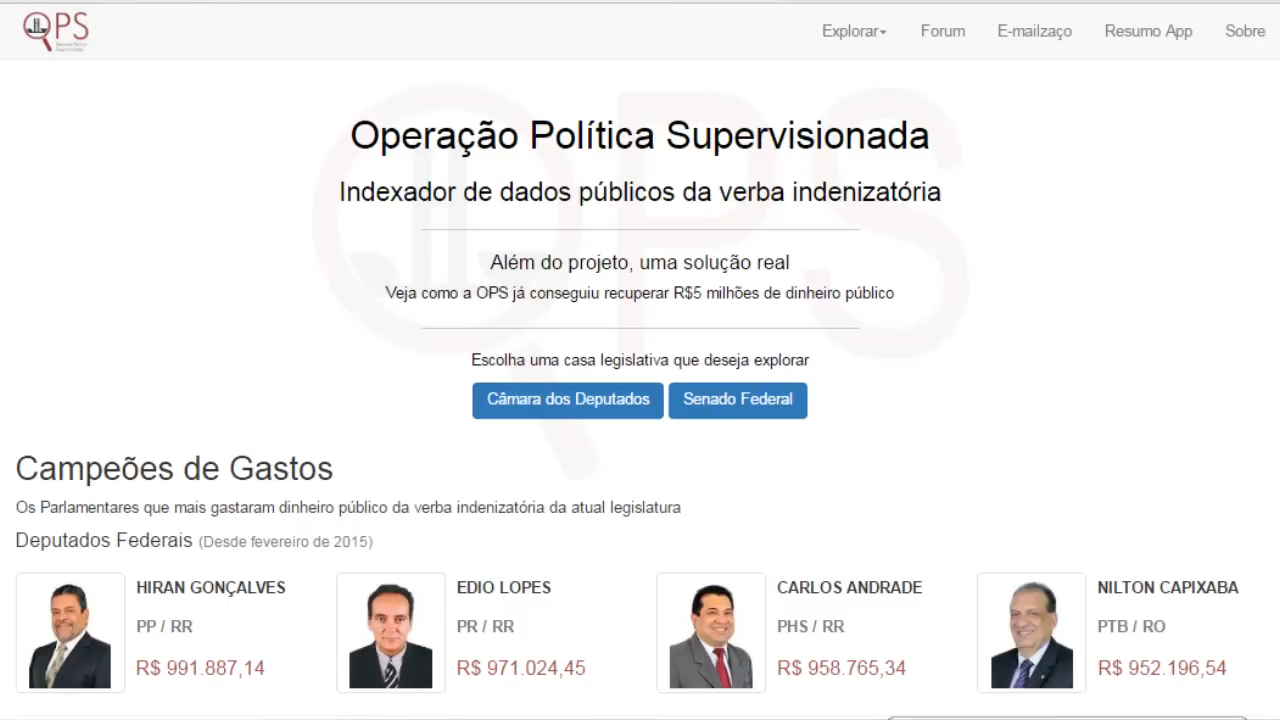 OPS
Explorar Forum E-mailzaço Resumo App Sobre
Operação Política Supervisionada
Indexador de dados públicos da verba indenizatória
Além do projeto, uma solução real
Veja como a OPS já conseguiu recuperar R$5 milhões de dinheiro público
Escolha uma casa legislativa que deseja explorar
Câmara dos Deputados Senado Federal
Campeões de Gastos
Os Parlamentares que mais gastaram dinheiro público da verba indenizatória da atual legislatura
Deputados Federais (Desde fevereiro de 2015)
HIRAN GONÇALVES EDIO LOPES CARLOS ANDRADE NILTON CAPIXABA
PP / RR PR / RR PHS / RR PTB / RO
R$ 991.887,14 R$ 971.024,45 R$ 958.765,34 R$ 952.196,54